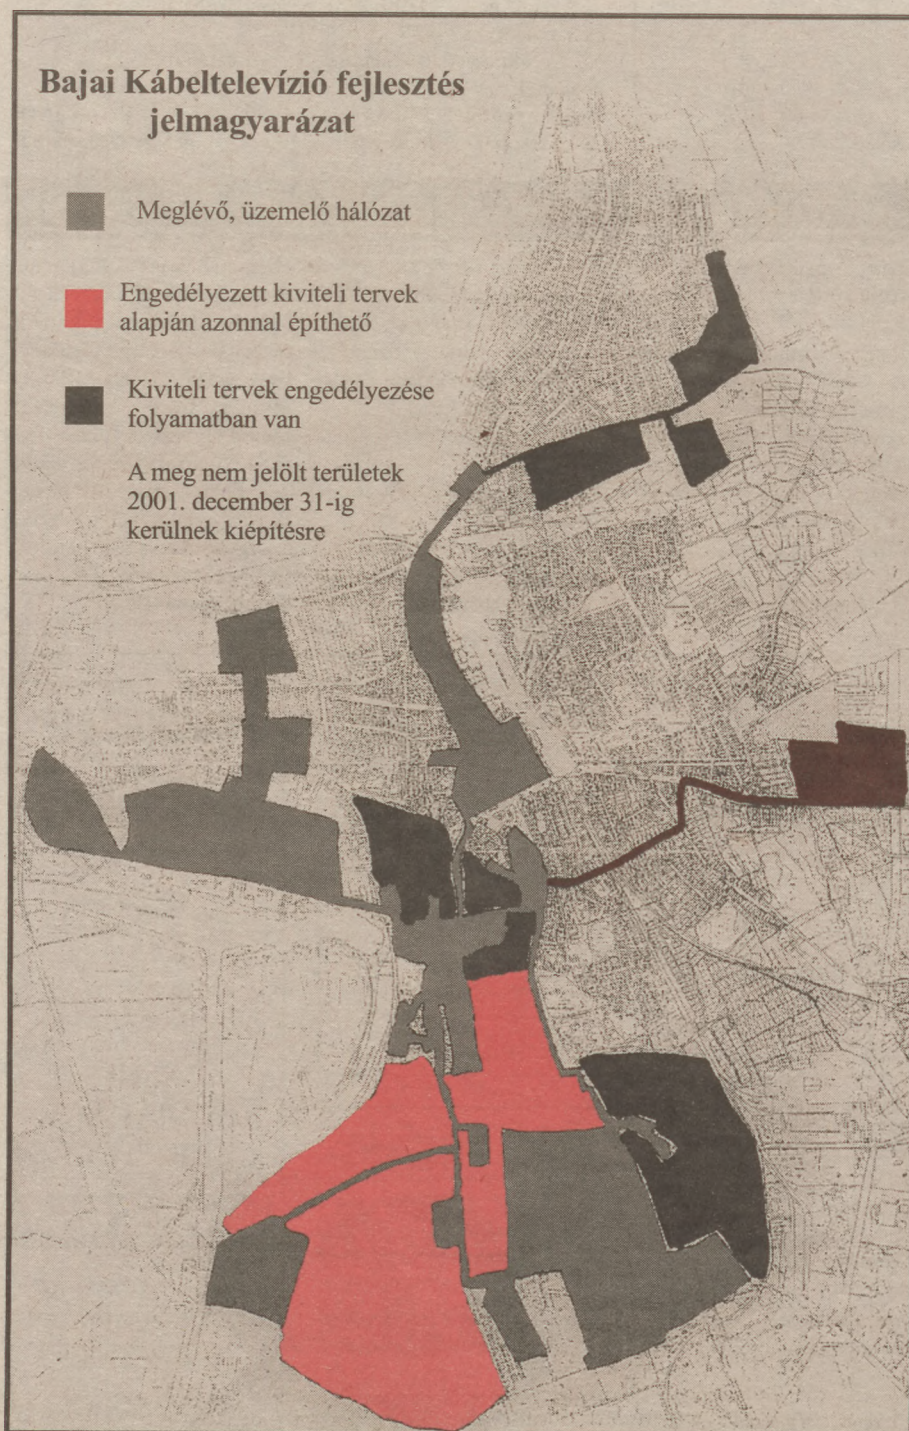 Bajai Kábeltelevízió fejlesztés
jelmagyarázat
Meglévő, üzemelő hálózat
Engedélyezett kiviteli tervek
alapján azonnal építhető
Kiviteli tervek engedélyezése
folyamatban van
A meg nem jelölt területek
2001. december 31-ig
kerülnek kiépítésre